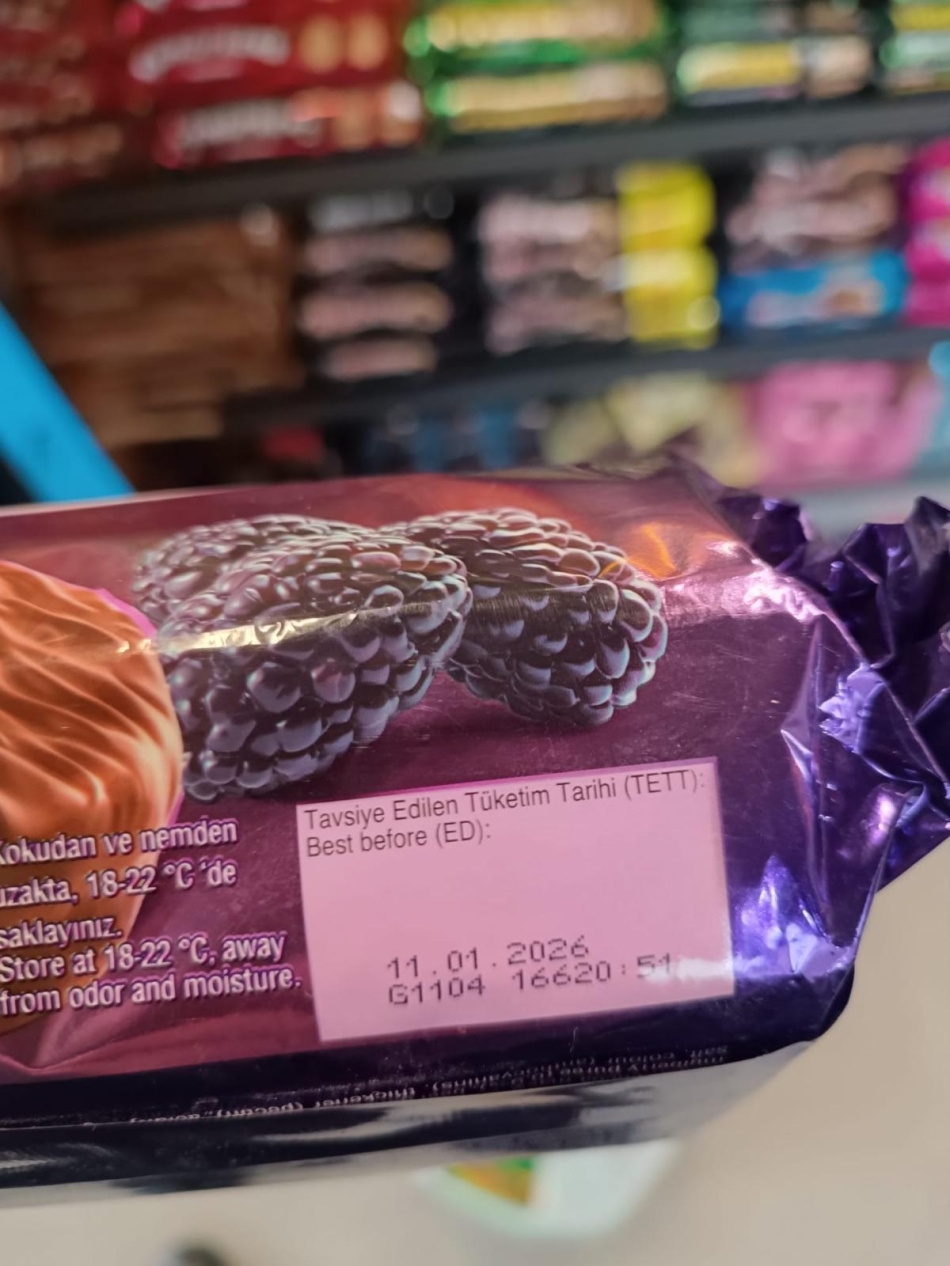 Tavsiye Edilen Tüketim Tarihi (TETT):
Best before (ED):
11.01.2026
G1104 16620:51
Kokudan ve nemden
uzakta, 18-22 °C 'de
saklayınız.
Store at 18-22 °C, away
from odor and moisture.